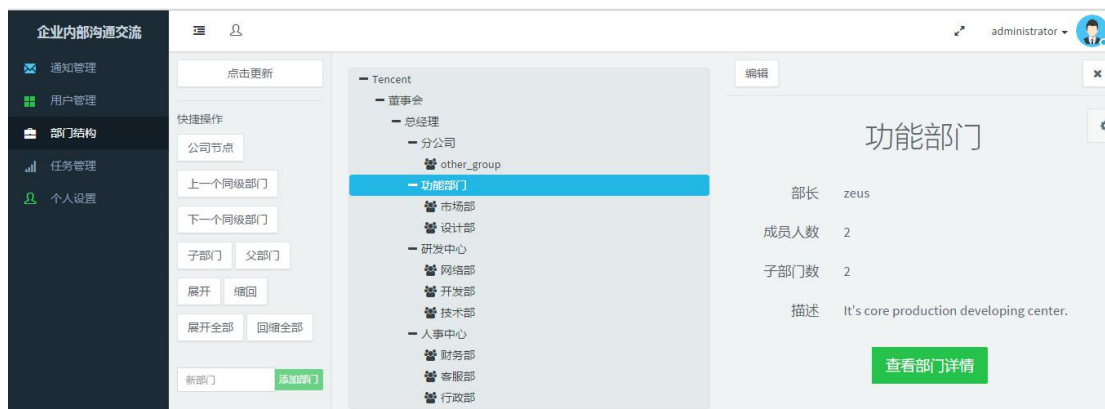 企业内部沟通交流
administrator
通知管理
用户管理
部门结构
任务管理
个人设置
点击更新
快捷操作
公司节点
上一个同级部门
下一个同级部门
子部门 父部门
展开 缩回
展开全部 回缩全部
新部门 添加部门
Tencent
董事会
总经理
分公司
other_group
功能部门
市场部
设计部
研发中心
网络部
开发部
技术部
人事中心
财务部
客服部
行政部
编辑
功能部门
部长 zeus
成员人数 2
子部门数 2
描述 It's core production developing center.
查看部门详情